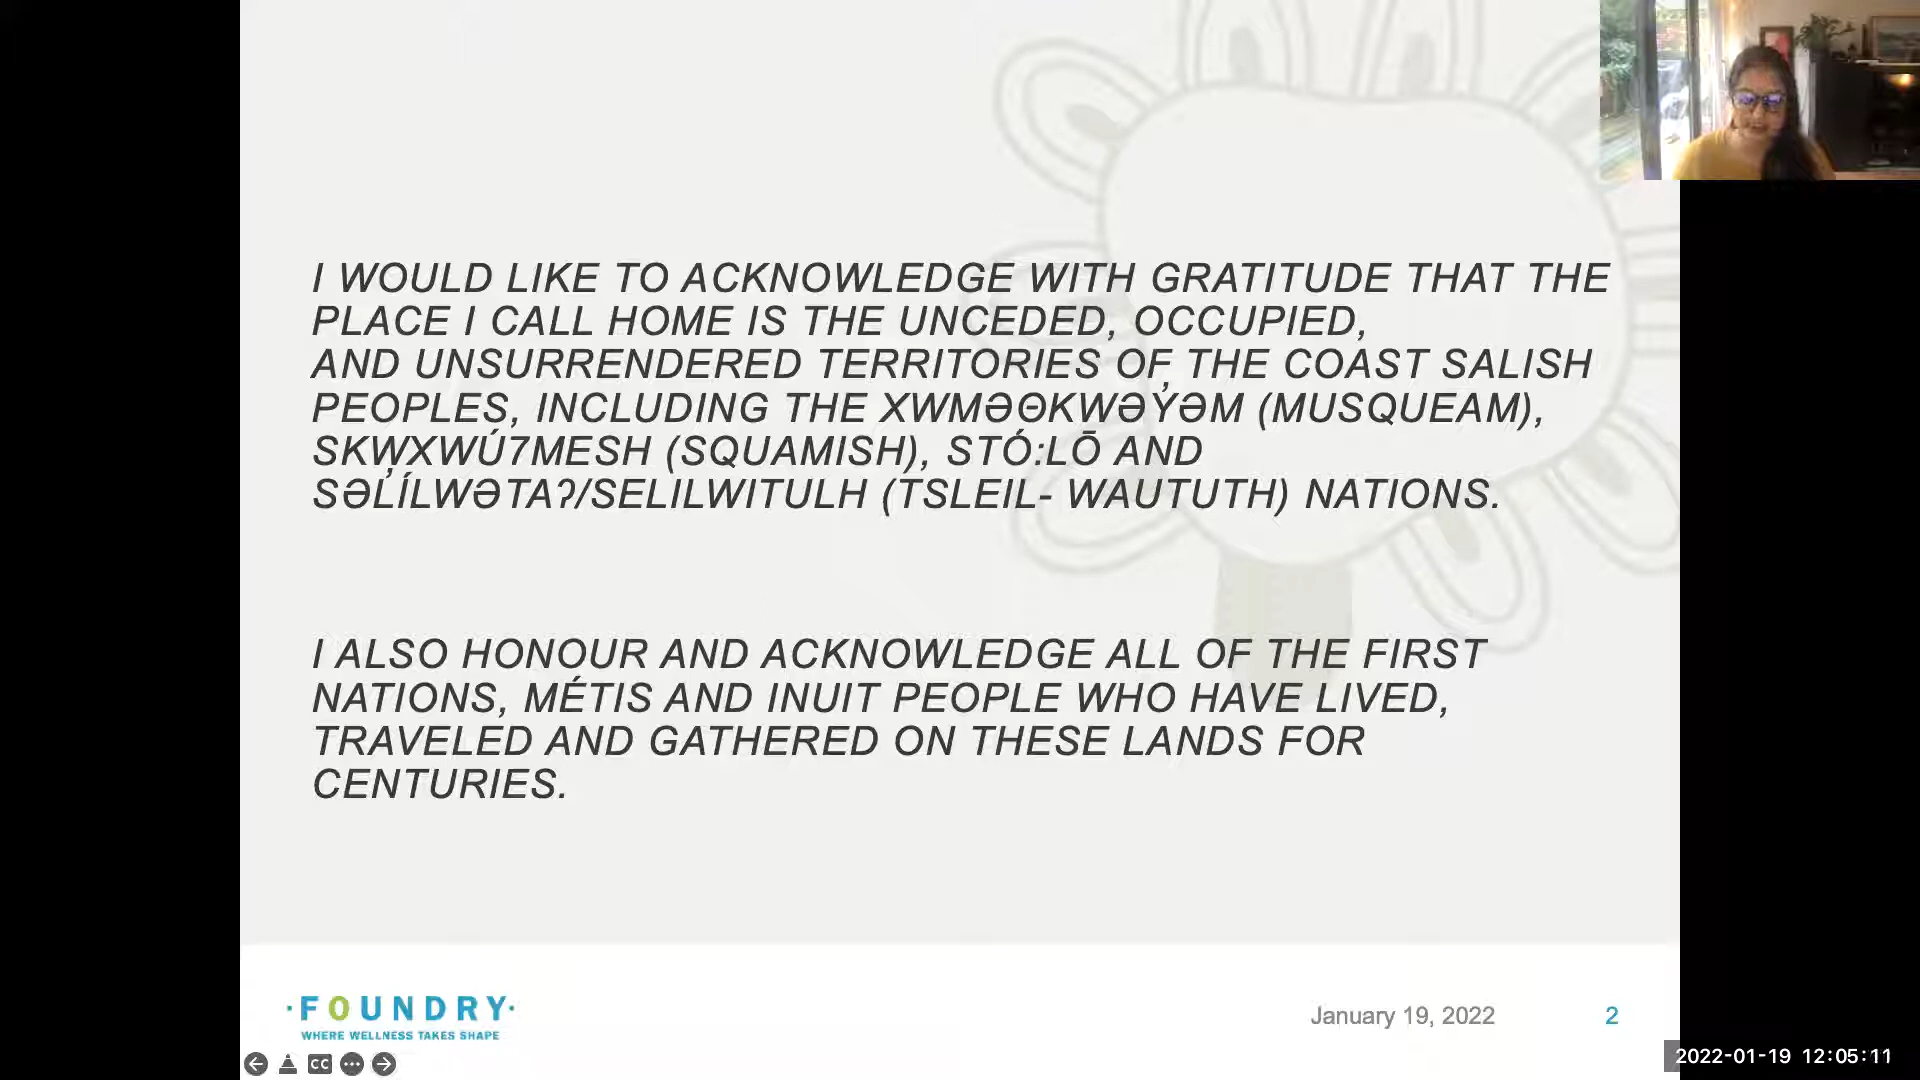 I WOULD LIKE TO ACKNOWLEDGE WITH GRATITUDE THAT THE
PLACE I CALL HOME IS THE UNCEDED, OCCUPIED,
AND UNSURRENDERED TERRITORIES OF THE COAST SALISH
PEOPLES, INCLUDING THE XWMƏΘKWƏY̓ƏM (MUSQUEAM),
SKW̱XWÚ7MESH (SQUAMISH), STÓ:LŌ AND
SƏL̓ÍLWƏTAʔ/SELILWITULH (TSLEIL- WAUTUTH) NATIONS.
I ALSO HONOUR AND ACKNOWLEDGE ALL OF THE FIRST
NATIONS, MÉTIS AND INUIT PEOPLE WHO HAVE LIVED,
TRAVELED AND GATHERED ON THESE LANDS FOR
CENTURIES.
·FOUNDRY·
WHERE WELLNESS TAKES SHAPE
January 19, 2022
2
CC
2022-01-19 12:05:11